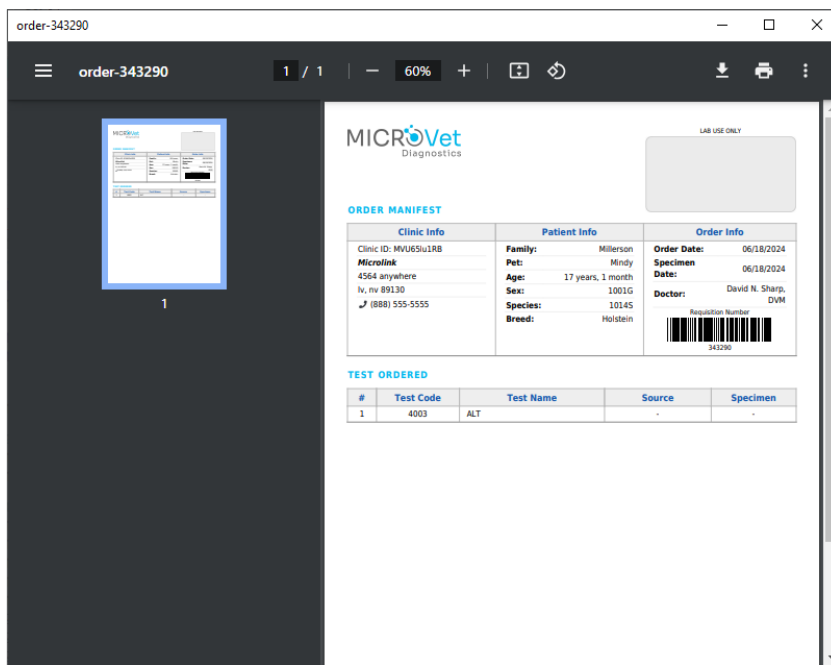 order-343290
order-343290
1 / 1
60%
1
MICROVet
Diagnostics
LAB USE ONLY
ORDER MANIFEST
Clinic Info
Clinic ID: MVU65lu1RB
Microlink
4564 anywhere
lv, nv 89130
(888) 555-5555
Patient Info
Family: Millerson
Pet: Mindy
Age: 17 years, 1 month
Sex: 1001G
Species: 1014S
Breed: Holstein
Order Info
Order Date: 06/18/2024
Specimen
Date: 06/18/2024
Doctor: David N. Sharp,
DVM
Requisition Number
343290
TEST ORDERED
# Test Code Test Name Source Specimen
1 4003 ALT - -